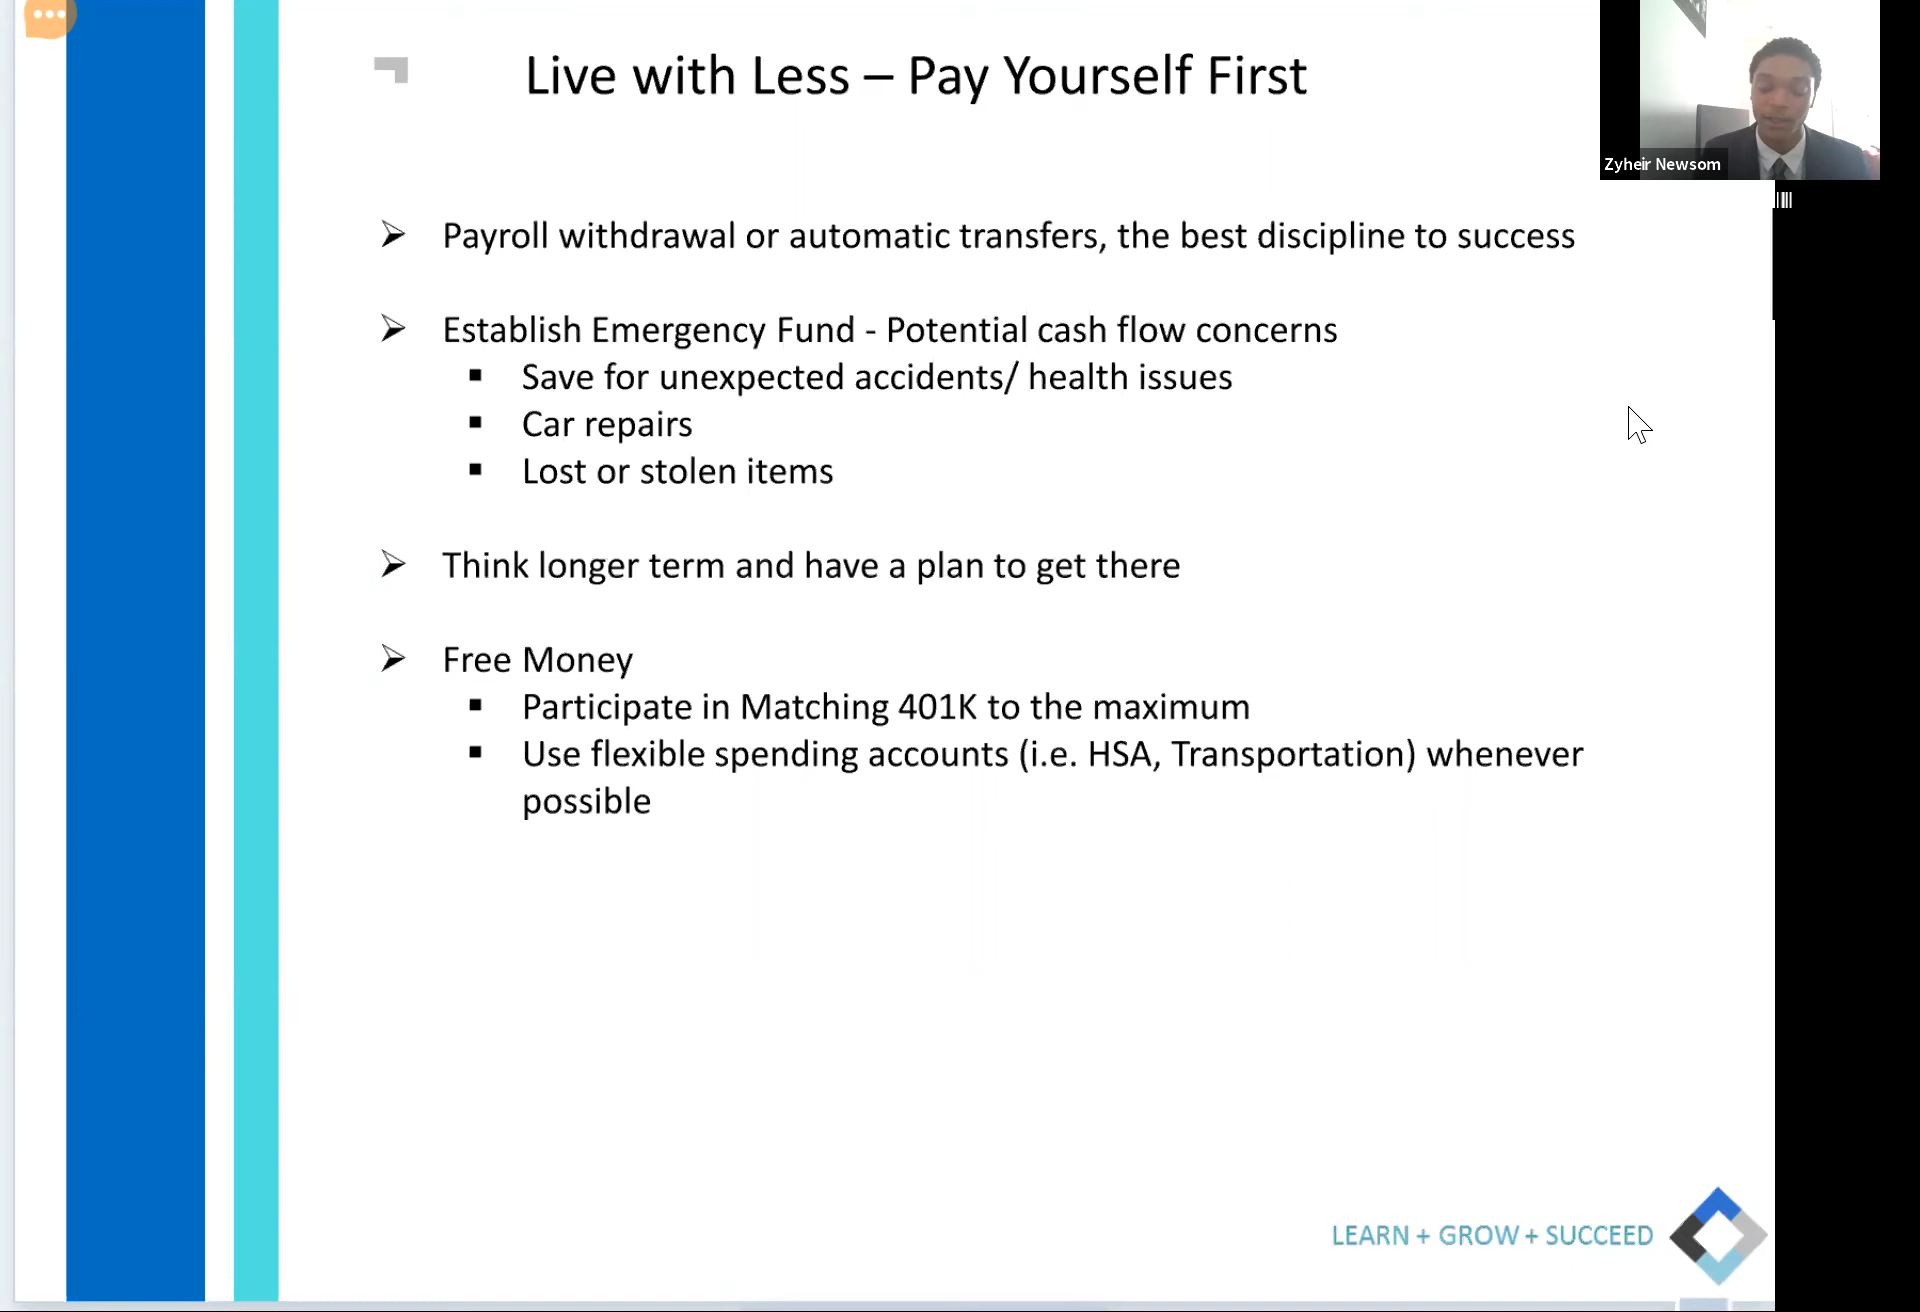 Live with Less – Pay Yourself First
Zyheir Newsom
Payroll withdrawal or automatic transfers, the best discipline to success
Establish Emergency Fund - Potential cash flow concerns
Save for unexpected accidents/ health issues
Car repairs
Lost or stolen items
Think longer term and have a plan to get there
Free Money
Participate in Matching 401K to the maximum
Use flexible spending accounts (i.e. HSA, Transportation) whenever
possible
LEARN + GROW + SUCCEED